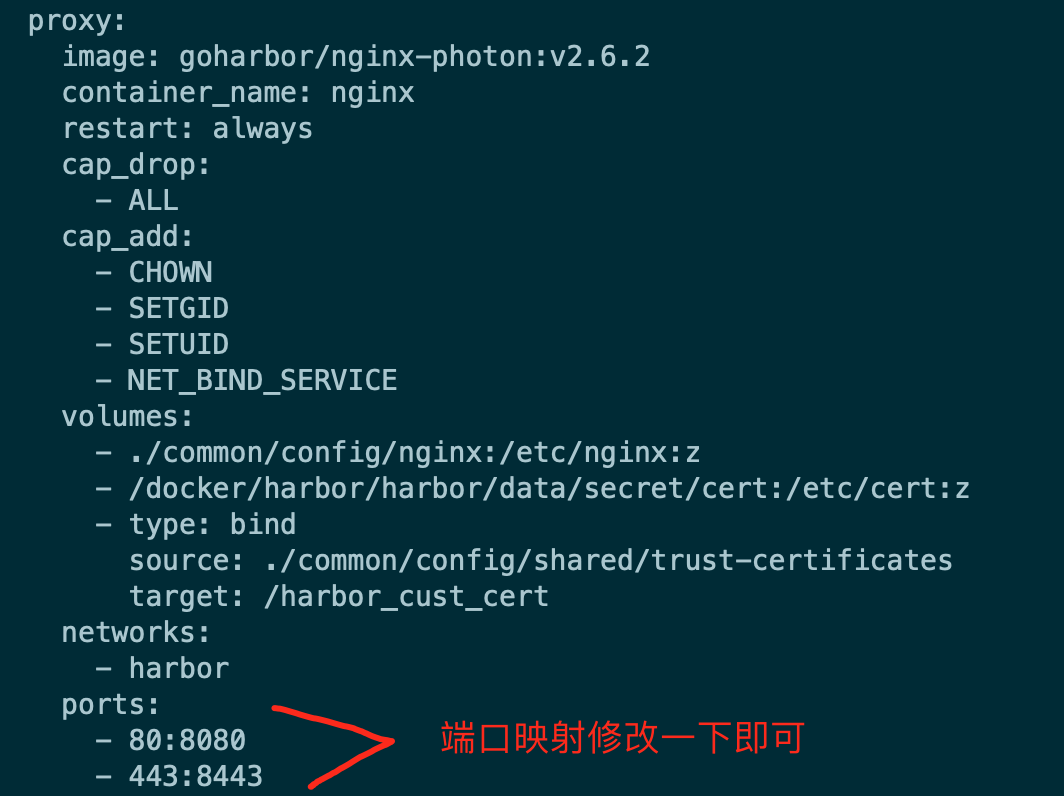 proxy:
  image: goharbor/nginx-photon:v2.6.2
  container_name: nginx
  restart: always
  cap_drop:
    - ALL
  cap_add:
    - CHOWN
    - SETGID
    - SETUID
    - NET_BIND_SERVICE
  volumes:
    - ./common/config/nginx:/etc/nginx:z
    - /docker/harbor/harbor/data/secret/cert:/etc/cert:z
    - type: bind
      source: ./common/config/shared/trust-certificates
      target: /harbor_cust_cert
  networks:
    - harbor
  ports:
    - 80:8080
    - 443:8443
端口映射修改一下即可